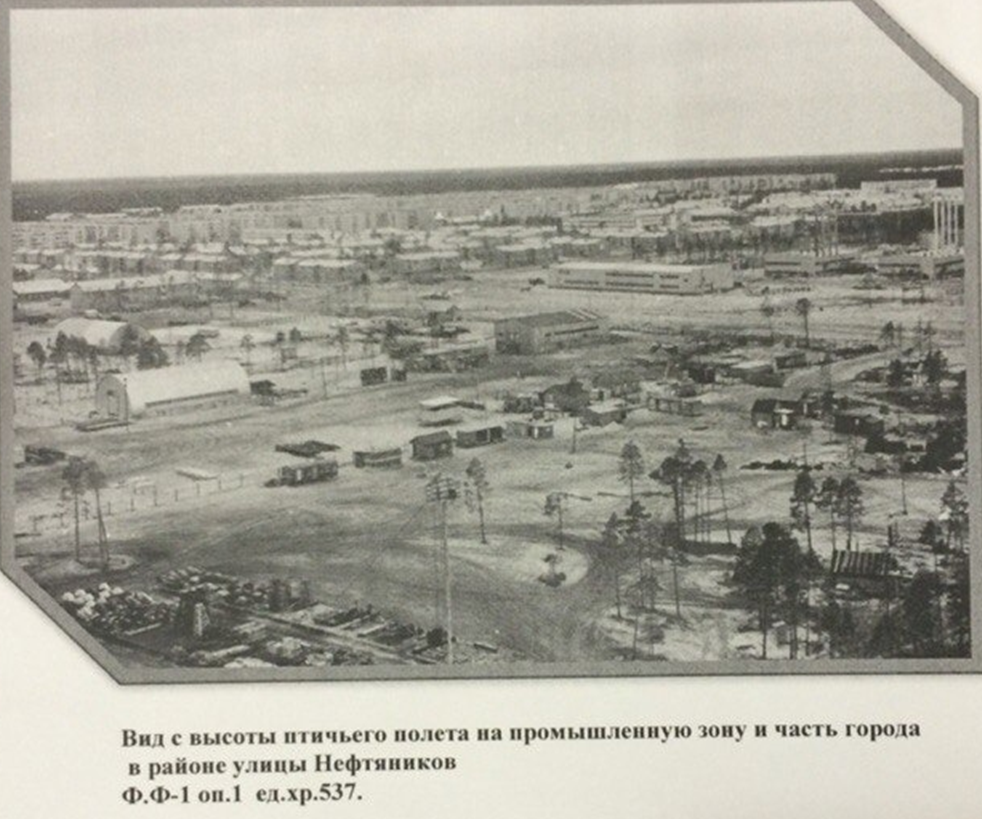 Вид с высоты птичьего полета на промышленную зону и часть города
в районе улицы Нефтяников
Ф.Ф-1 оп.1 ед.хр.537.